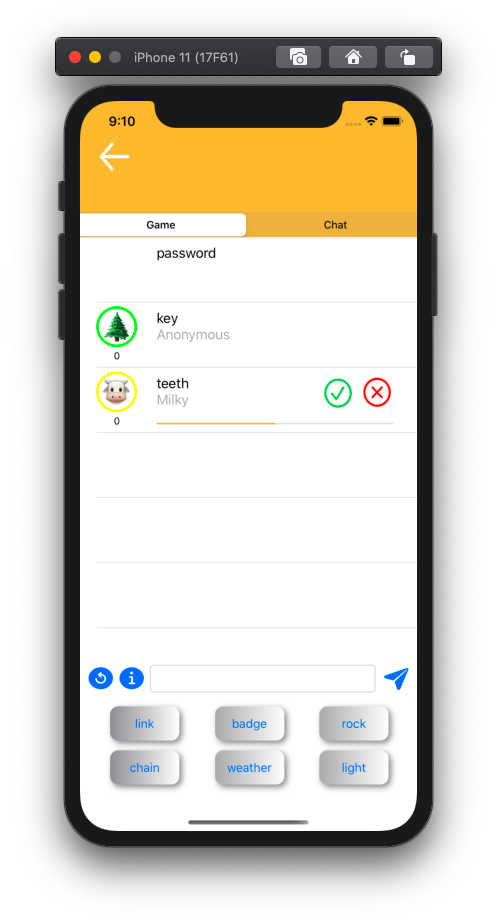 iPhone 11 (17F61)
9:10
Game Chat
password
key
Anonymous
0
teeth
Milky
0
link badge rock
chain weather light